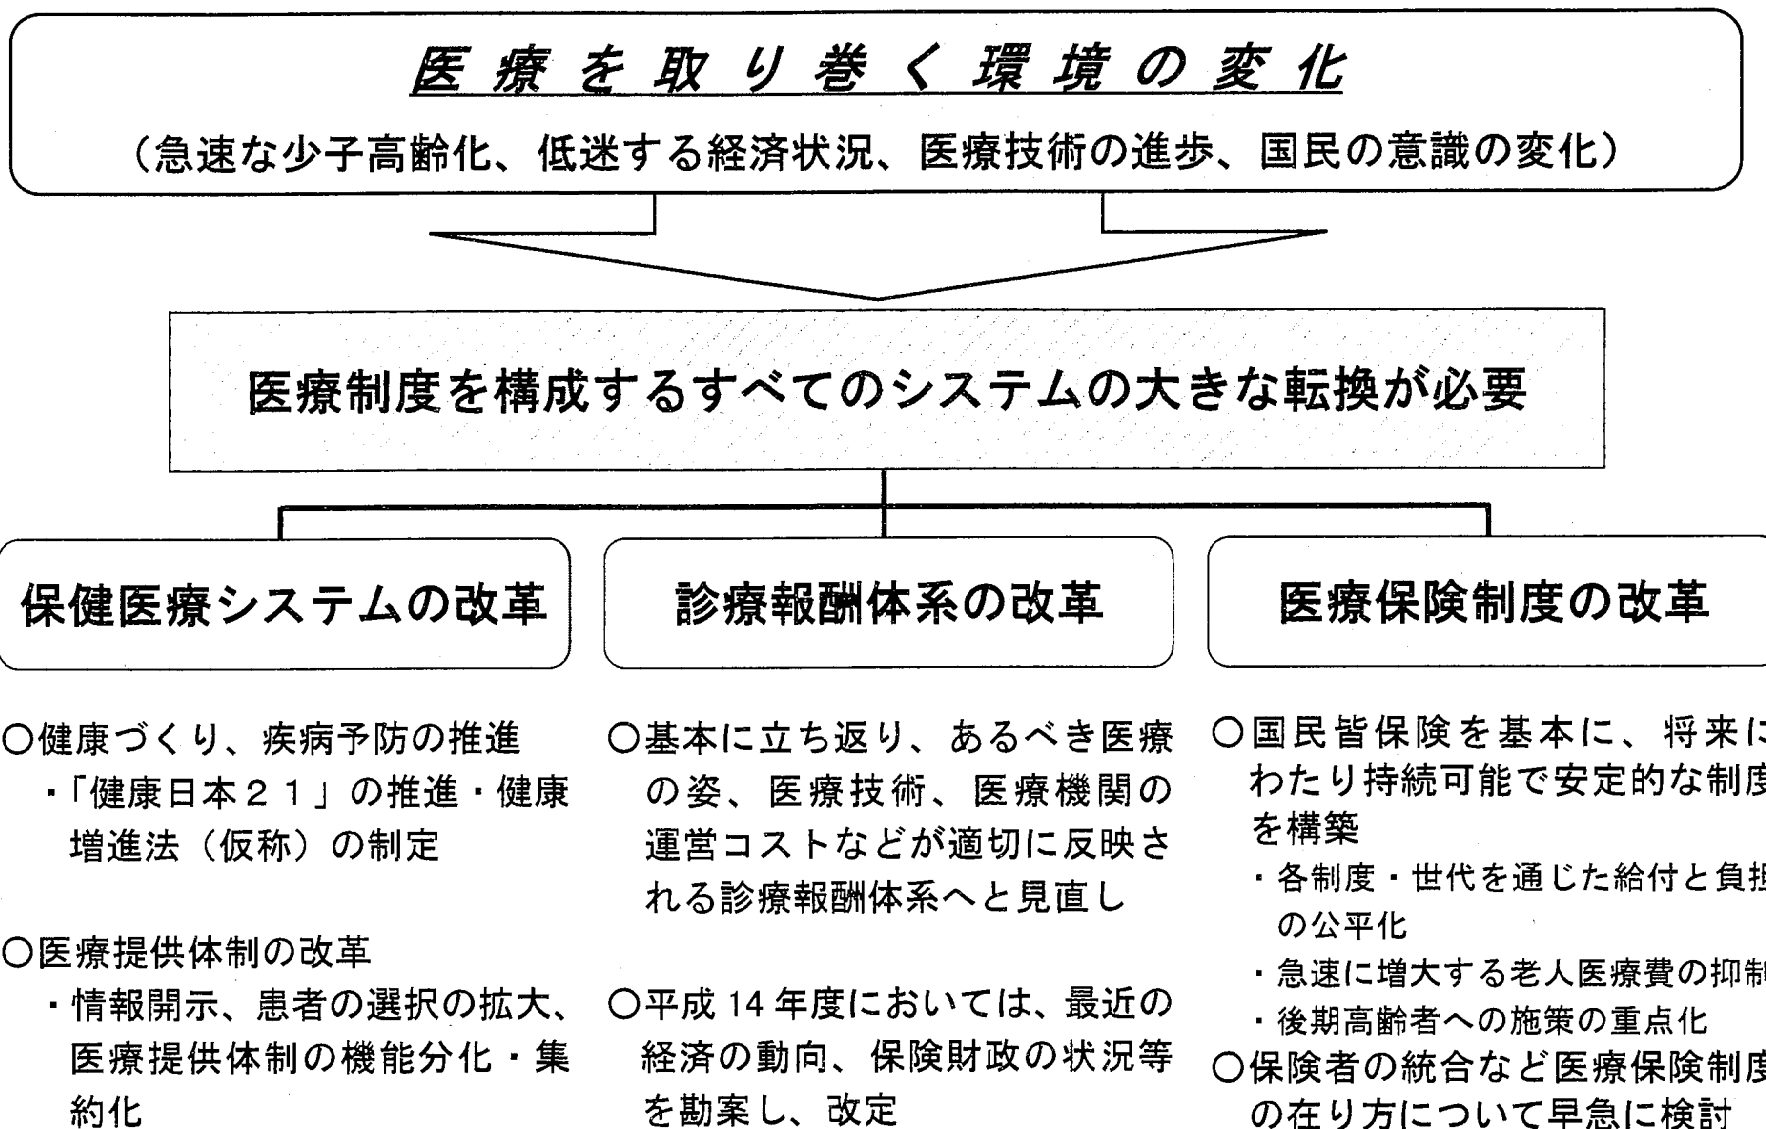 医療を取り巻く環境の変化
（急速な少子高齢化、低迷する経済状況、医療技術の進歩、国民の意識の変化）
医療制度を構成するすべてのシステムの大きな転換が必要
保健医療システムの改革
○健康づくり、疾病予防の推進
・「健康日本２１」の推進・健康
増進法（仮称）の制定
○医療提供体制の改革
・情報開示、患者の選択の拡大、
医療提供体制の機能分化・集
約化
診療報酬体系の改革
○基本に立ち返り、あるべき医療
の姿、医療技術、医療機関の
運営コストなどが適切に反映さ
れる診療報酬体系へと見直し
○平成 14 年度においては、最近の
経済の動向、保険財政の状況等
を勘案し、改定
医療保険制度の改革
○国民皆保険を基本に、将来に
わたり持続可能で安定的な制度
を構築
・各制度・世代を通じた給付と負担
の公平化
・急速に増大する老人医療費の抑制
・後期高齢者への施策の重点化
○保険者の統合など医療保険制度
の在り方について早急に検討